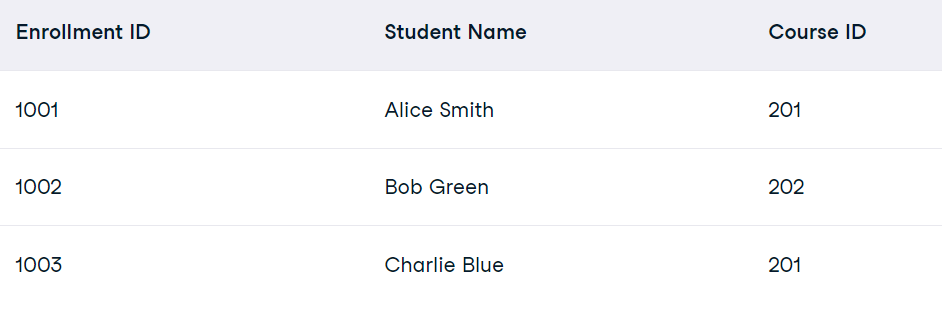 Enrollment ID Student Name Course ID
1001 Alice Smith 201
1002 Bob Green 202
1003 Charlie Blue 201